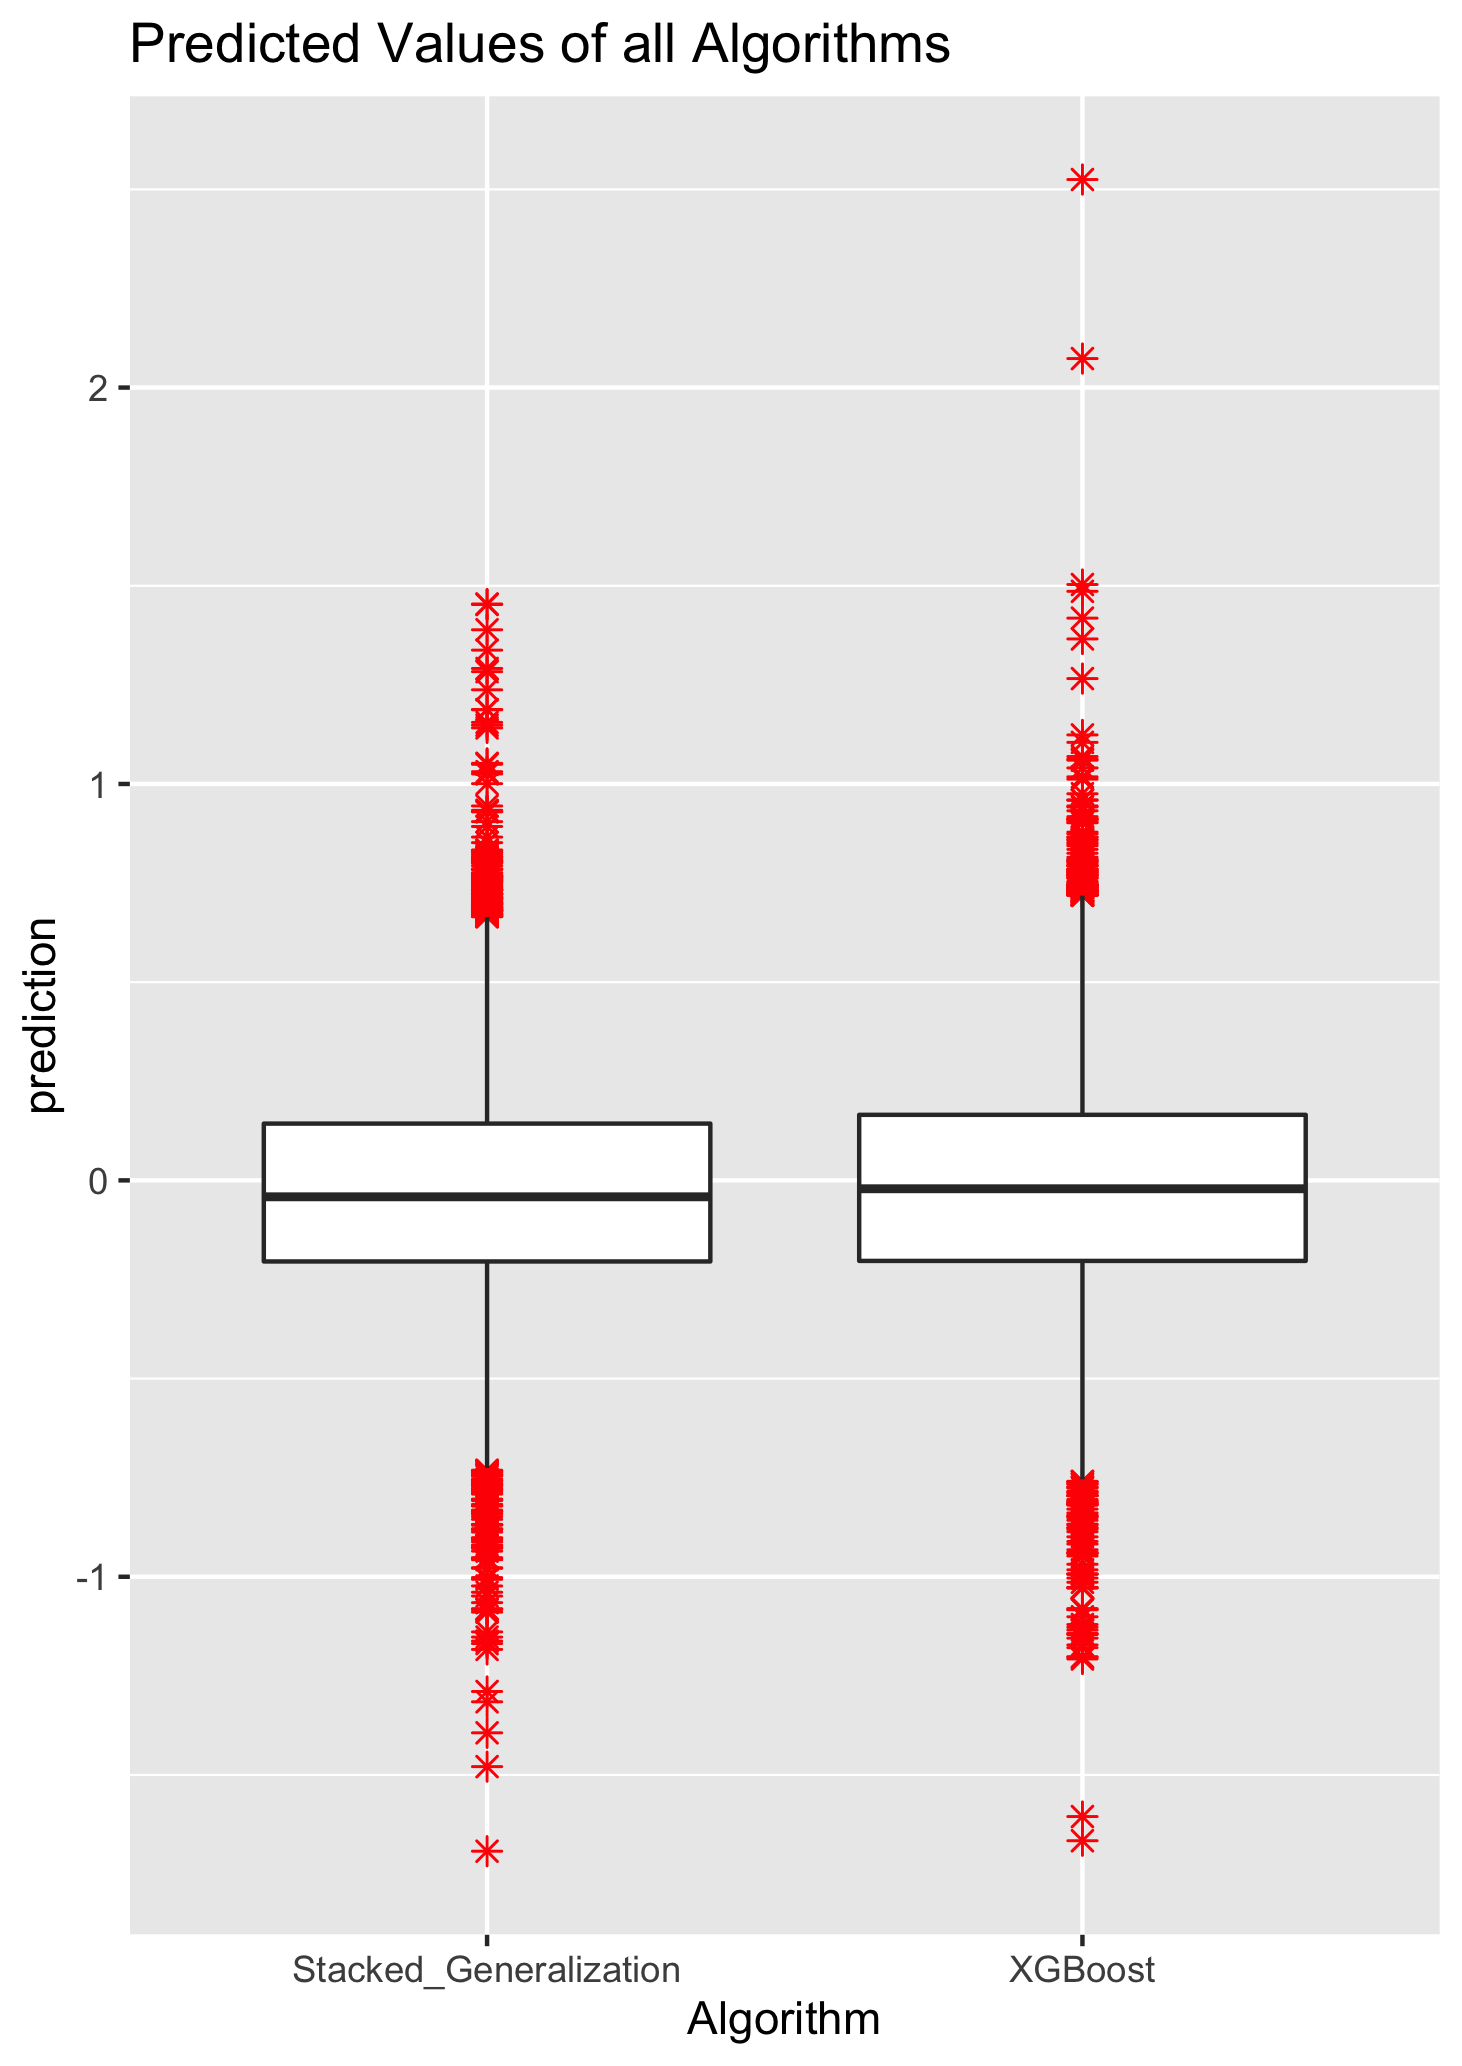 Predicted Values of all Algorithms
prediction
2
1
0
-1
Stacked_Generalization XGBoost
Algorithm